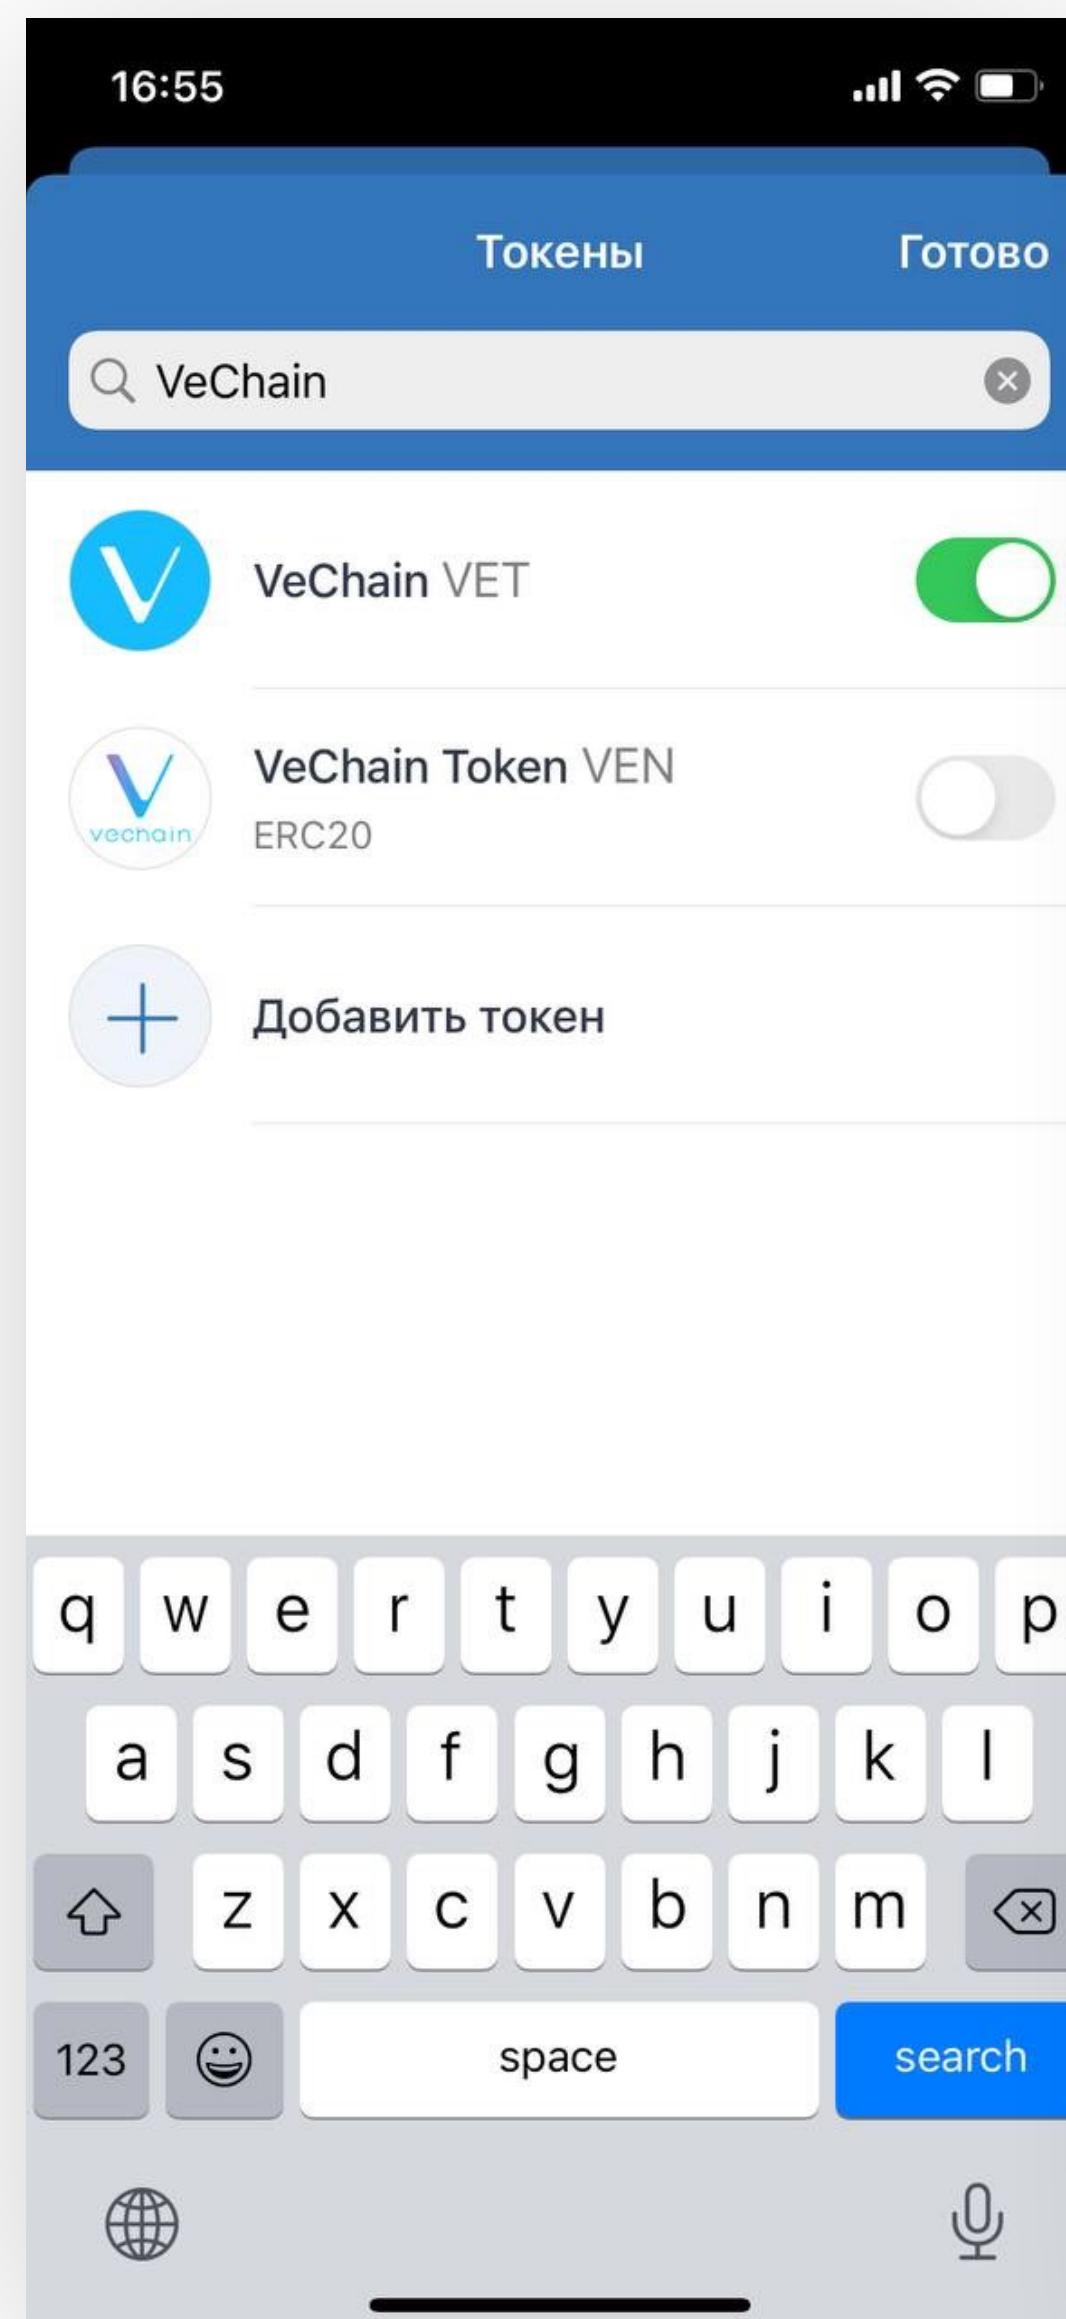 16:55
Токены
Готово
VeChain
VeChain VET
VeChain Token VEN
vechain
ERC20
Добавить токен
q w e r t y u i o p
a s d f g h j k l
z x c v b n m
123
space
search